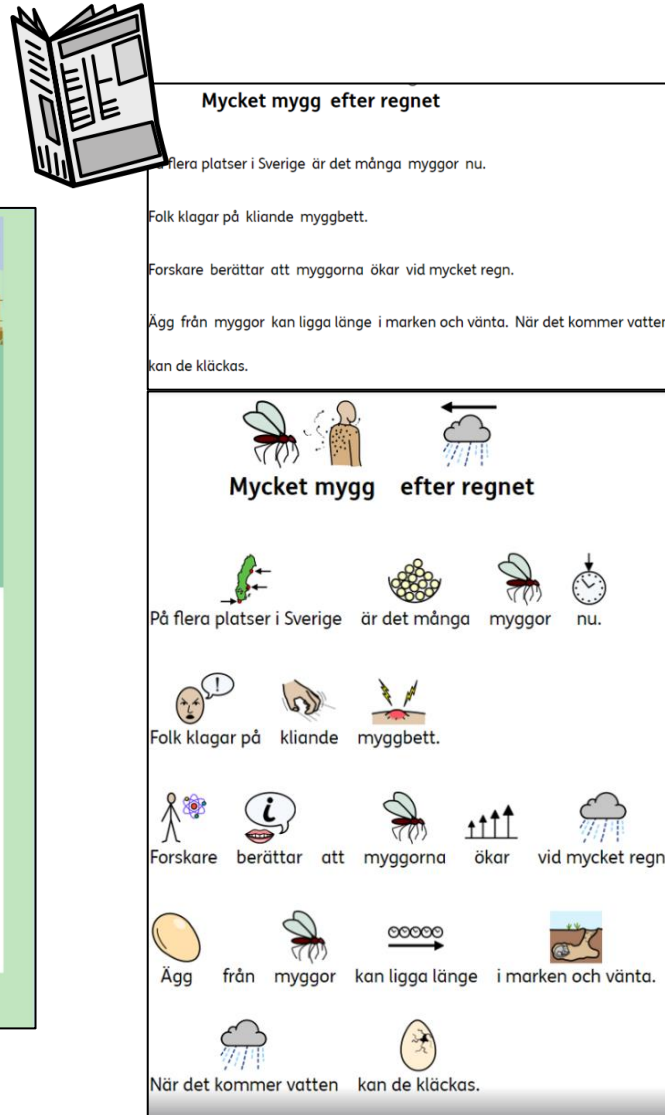 Mycket mygg efter regnet
flera platser i Sverige är det många myggor nu.
Folk klagar på kliande myggbett.
Forskare berättar att myggorna ökar vid mycket regn.
Ägg från myggor kan ligga länge i marken och vänta. När det kommer vatten
kan de kläckas.
Mycket mygg efter regnet
På flera platser i Sverige är det många myggor nu.
Folk klagar på kliande myggbett.
Forskare berättar att myggorna ökar vid mycket regn
Ägg från myggor kan ligga länge i marken och vänta.
När det kommer vatten kan de kläckas.